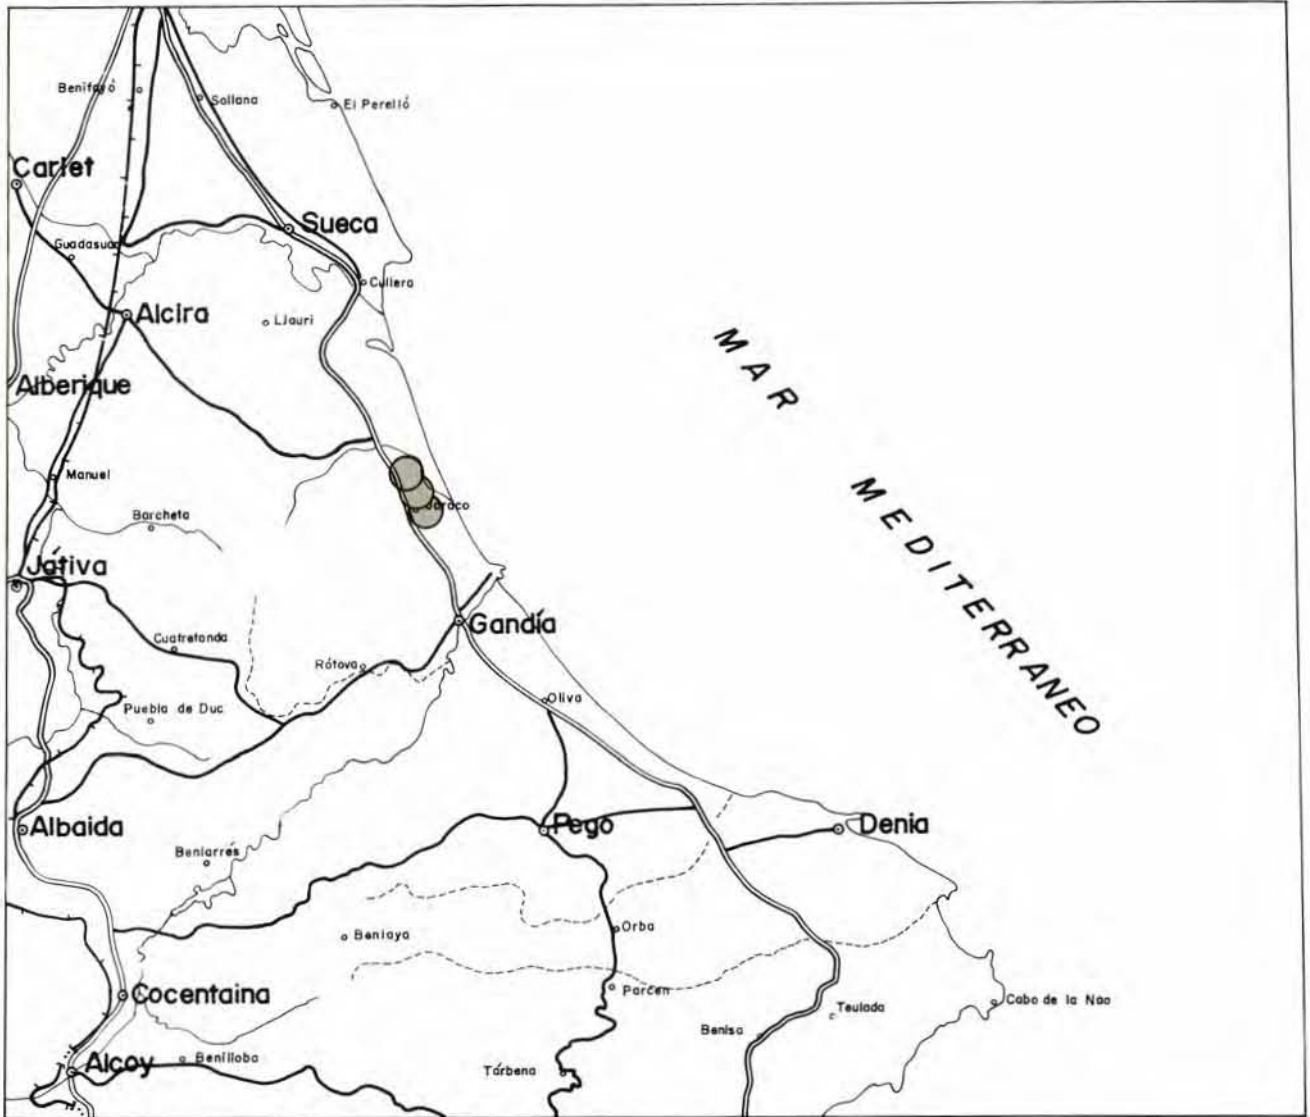 Benifayó
Sollana
El Perelló
Carlet
Sueca
Guadasuar
Cullera
Alcira
Llauri
MAR MEDITERRANEO
Alberique
Manuel
Jaraco
Barcheta
Játiva
Gandía
Cuatretonda
Rótova
Oliva
Puebla de Duc
Albaida
Pego
Denia
Beniarrés
Orba
Beniaya
Parcen
Cocentaina
Cabo de la Nao
Teulada
Benisa
Alcoy
Benilloba
Tárbena